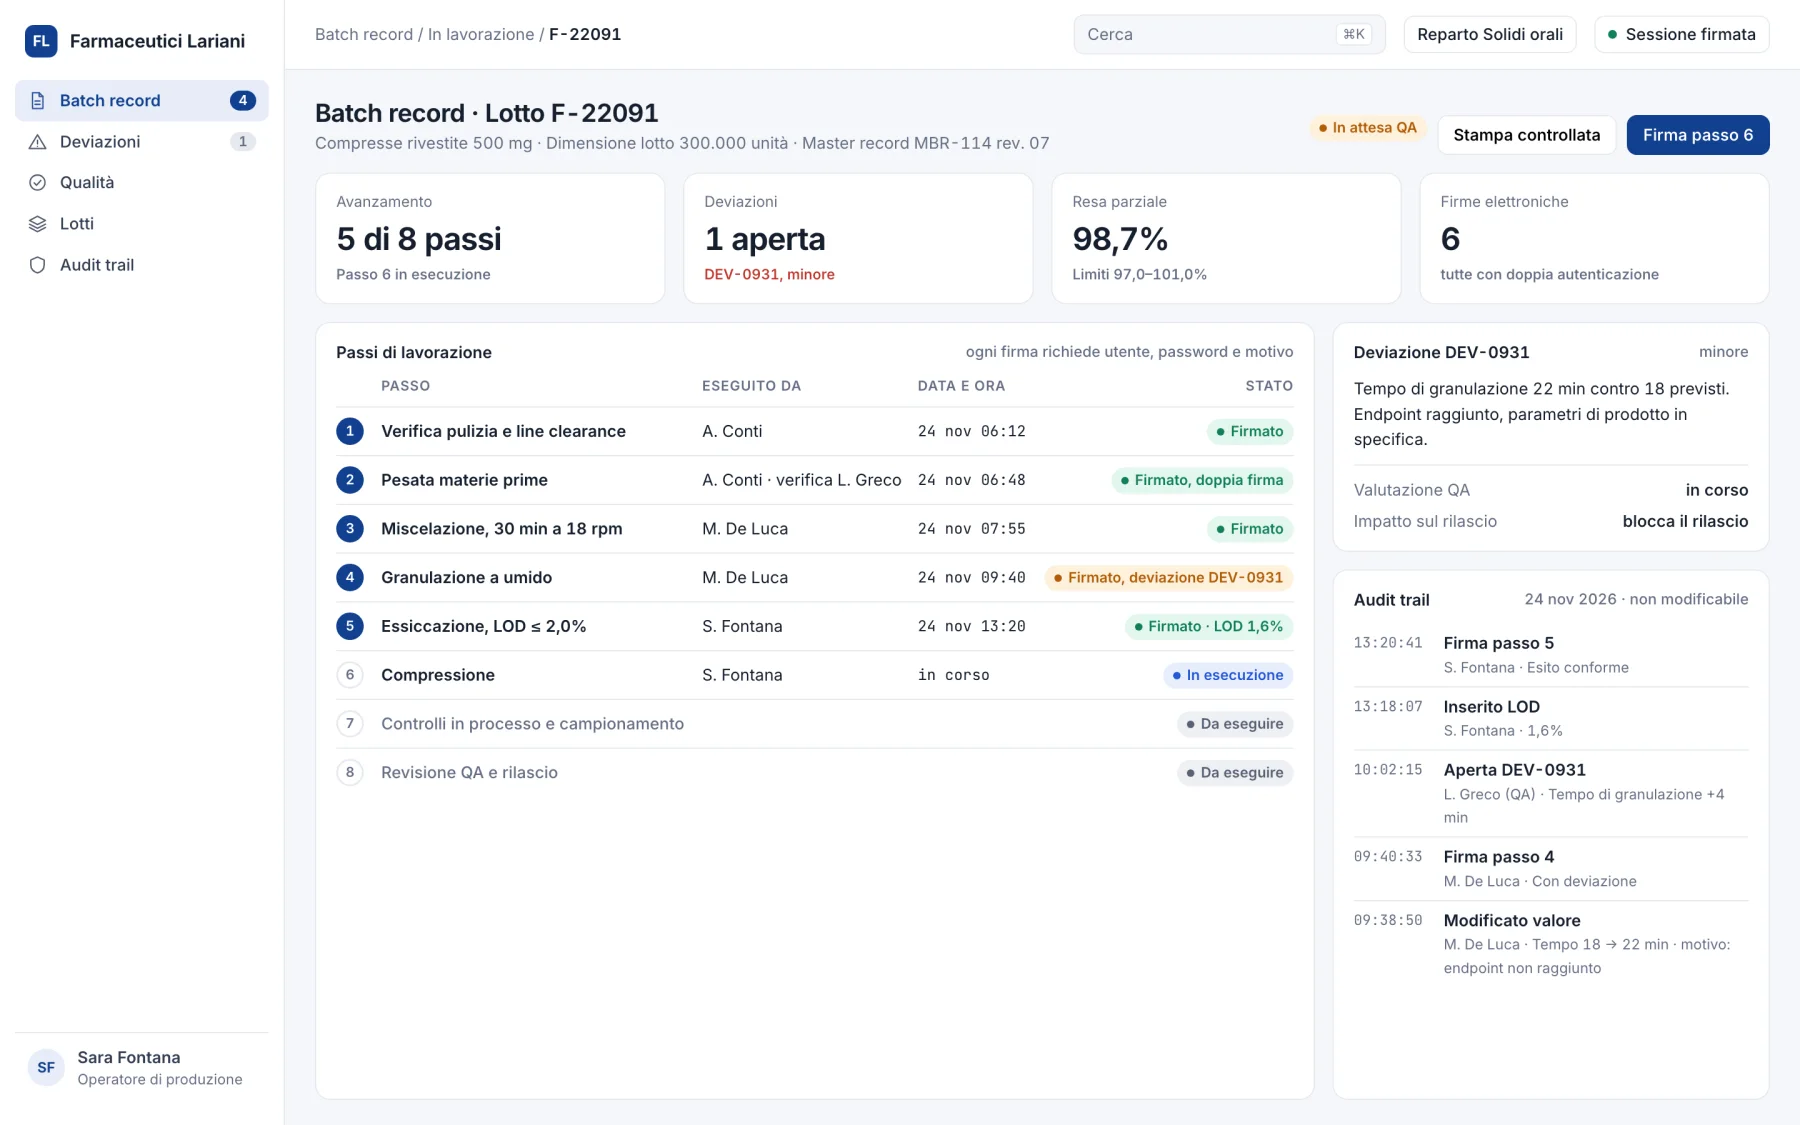 FL Farmaceutici Lariani
Batch record 4
Deviazioni 1
Qualità
Lotti
Audit trail
SF
Sara Fontana
Operatore di produzione
Batch record / In lavorazione / F-22091
Cerca ⌘K
Reparto Solidi orali
Sessione firmata
Batch record · Lotto F-22091
Compresse rivestite 500 mg · Dimensione lotto 300.000 unità · Master record MBR-114 rev. 07
In attesa QA
Stampa controllata
Firma passo 6
Avanzamento
5 di 8 passi
Passo 6 in esecuzione
Deviazioni
1 aperta
DEV-0931, minore
Resa parziale
98,7%
Limiti 97,0–101,0%
Firme elettroniche
6
tutte con doppia autenticazione
Passi di lavorazione ogni firma richiede utente, password e motivo
PASSO ESEGUITO DA DATA E ORA STATO
1 Verifica pulizia e line clearance A. Conti 24 nov 06:12 Firmato
2 Pesata materie prime A. Conti · verifica L. Greco 24 nov 06:48 Firmato, doppia firma
3 Miscelazione, 30 min a 18 rpm M. De Luca 24 nov 07:55 Firmato
4 Granulazione a umido M. De Luca 24 nov 09:40 Firmato, deviazione DEV-0931
5 Essiccazione, LOD ≤ 2,0% S. Fontana 24 nov 13:20 Firmato · LOD 1,6%
6 Compressione S. Fontana in corso In esecuzione
7 Controlli in processo e campionamento Da eseguire
8 Revisione QA e rilascio Da eseguire
Deviazione DEV-0931 minore
Tempo di granulazione 22 min contro 18 previsti.
Endpoint raggiunto, parametri di prodotto in
specifica.
Valutazione QA in corso
Impatto sul rilascio blocca il rilascio
Audit trail 24 nov 2026 · non modificabile
13:20:41 Firma passo 5
S. Fontana · Esito conforme
13:18:07 Inserito LOD
S. Fontana · 1,6%
10:02:15 Aperta DEV-0931
L. Greco (QA) · Tempo di granulazione +4
min
09:40:33 Firma passo 4
M. De Luca · Con deviazione
09:38:50 Modificato valore
M. De Luca · Tempo 18 → 22 min · motivo:
endpoint non raggiunto